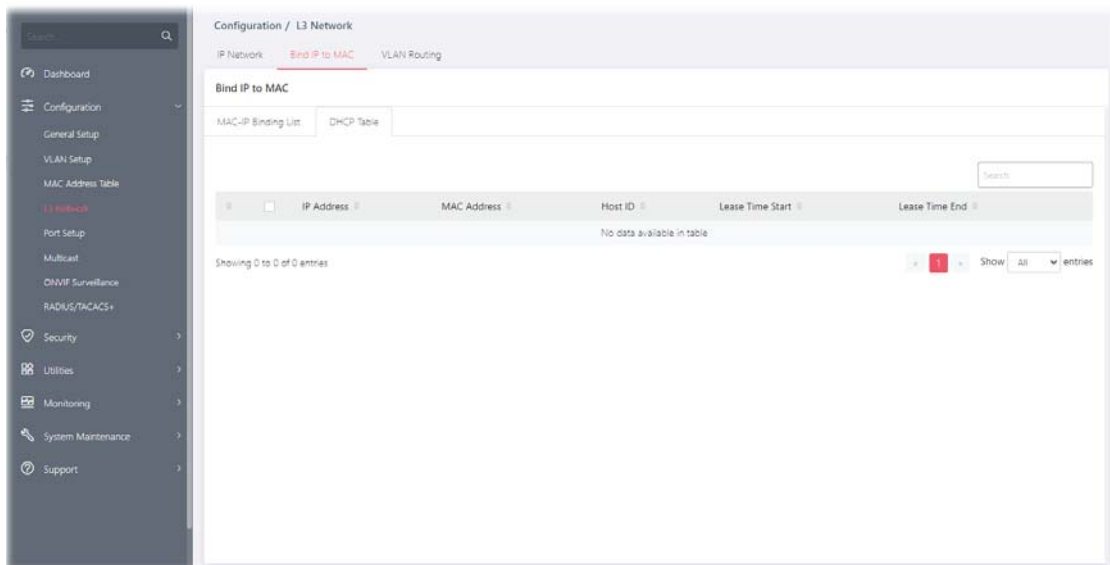 Search
Dashboard
Configuration
General Setup
VLAN Setup
MAC Address Table
L3 Network
Port Setup
Multicast
ONVIF Surveillance
RADIUS/TACACS+
Security
Utilities
Monitoring
System Maintenance
Support
Configuration / L3 Network
IP Network Bind IP to MAC VLAN Routing
Bind IP to MAC
MAC-IP Binding List DHCP Table
Search
IP Address MAC Address Host ID Lease Time Start Lease Time End
No data available in table
Showing 0 to 0 of 0 entries « 1 » Show All entries